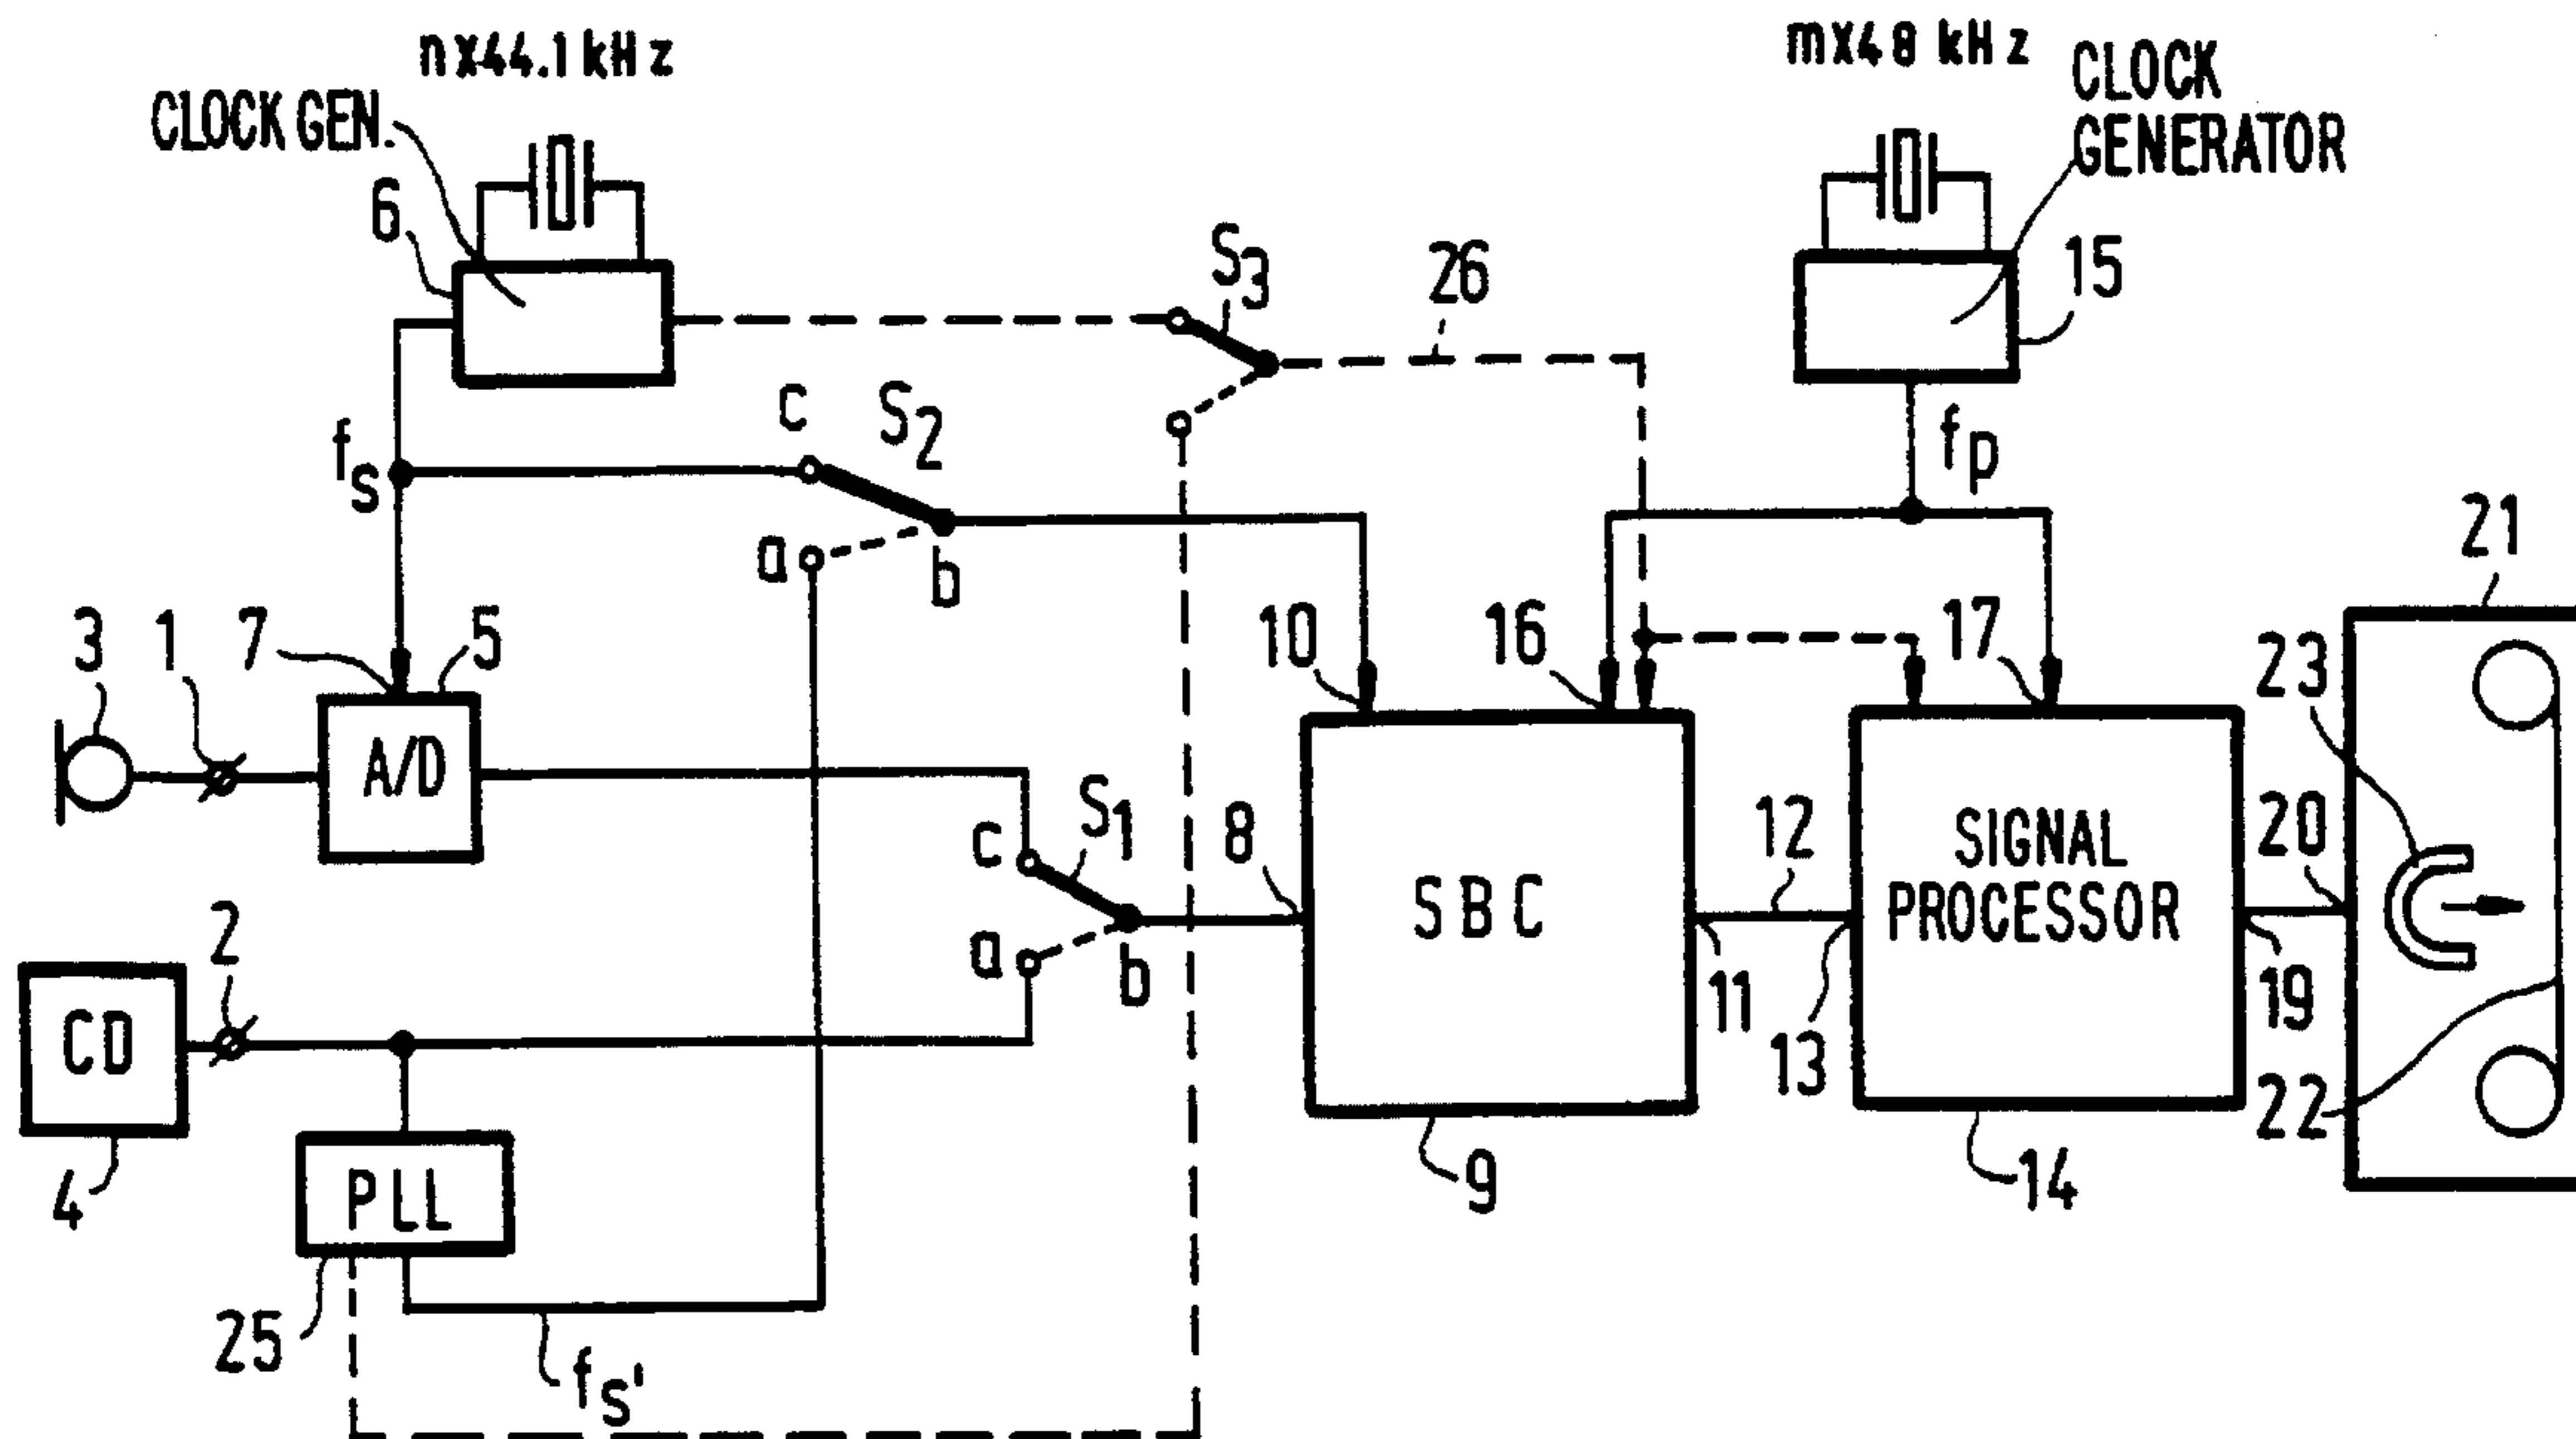 n x 44.1 kHz
mx48 kHz
CLOCK
GENERATOR
CLOCK GEN.
6
S3
26
15
c
S2
fs
fp
a
b
21
3
1
7
5
10
16
17
23
A/D
c
S1
8
12
20
SBC
SIGNAL
PROCESSOR
2
a
b
11
13
19
22
CD
4
PLL
9
14
25
fs'